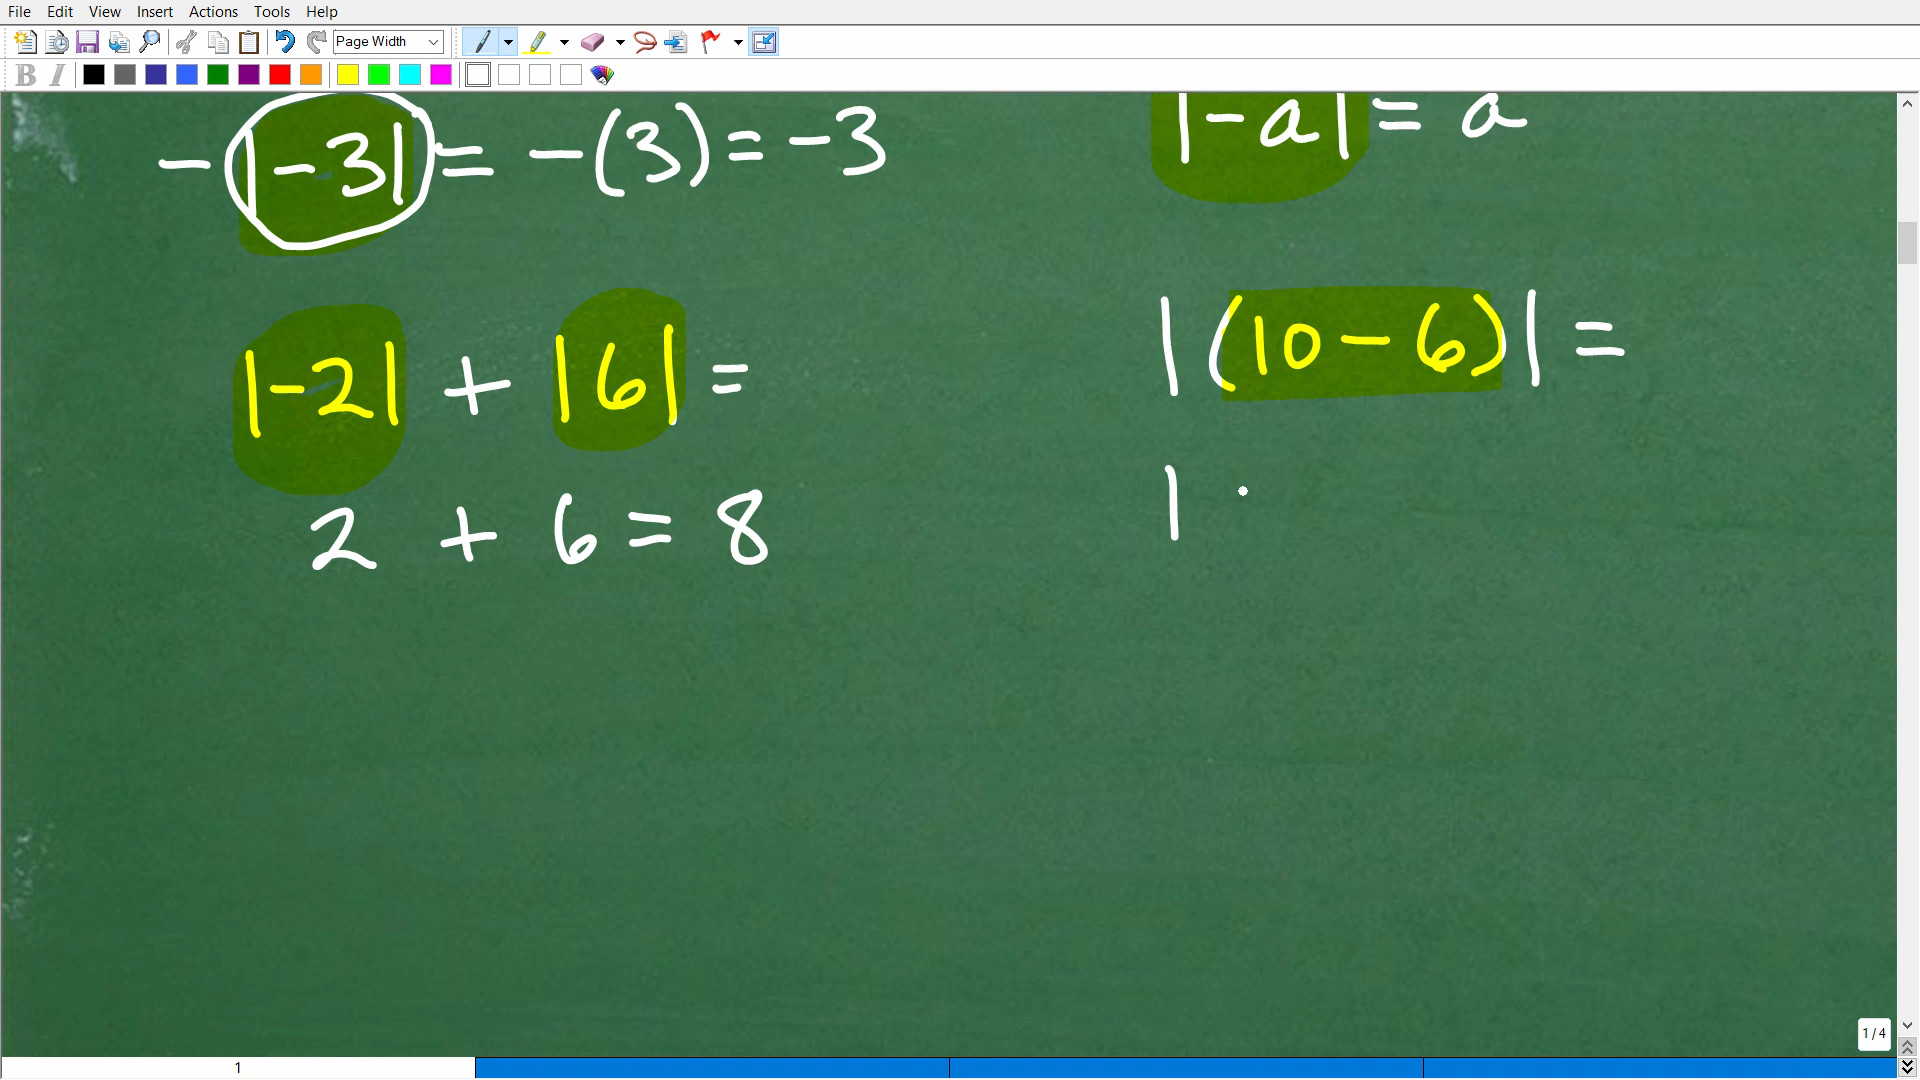 File Edit View Insert Actions Tools Help
Page Width
B I
-|-3| = -(3) = -3
|-a| = a
|-2| + |6| =
|(10-6)| =
2 + 6 = 8
|
1 / 4
1